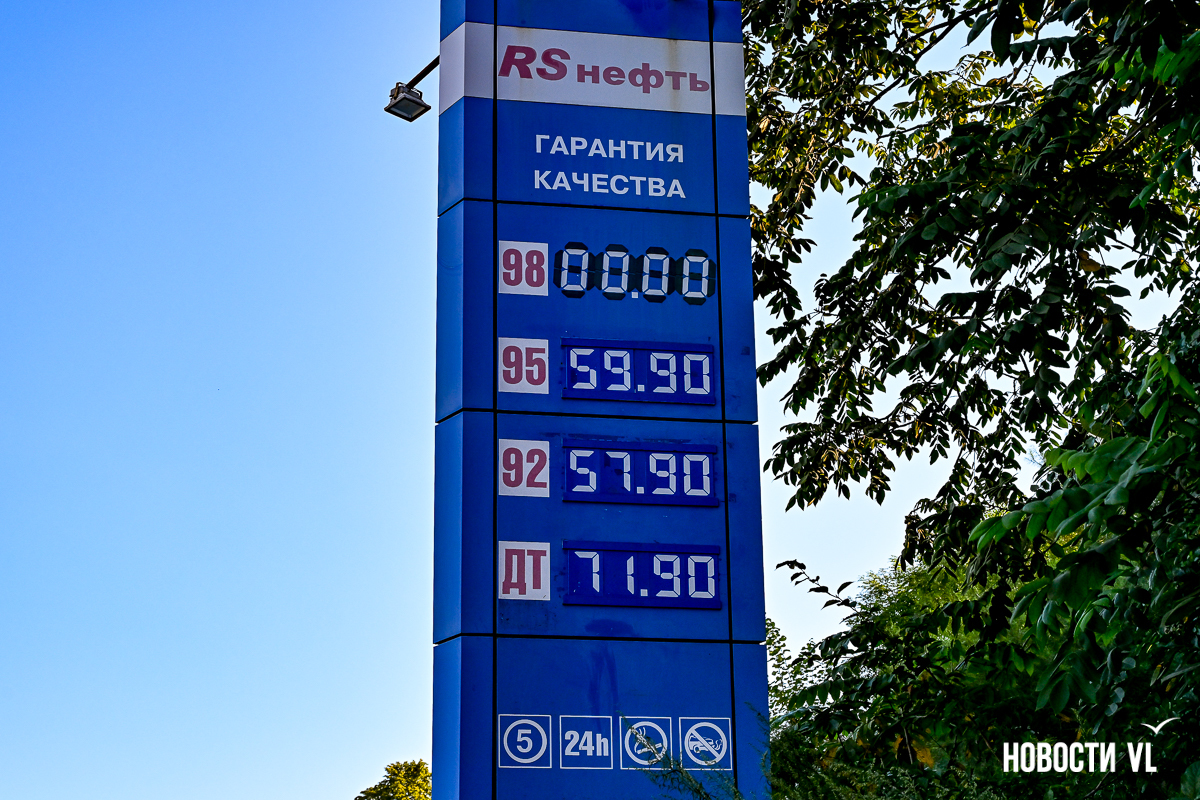 RS нефть
ГАРАНТИЯ
КАЧЕСТВА
98 00.00
95 59.90
92 57.90
ДТ 71.90
5 24h
НОВОСТИ VL